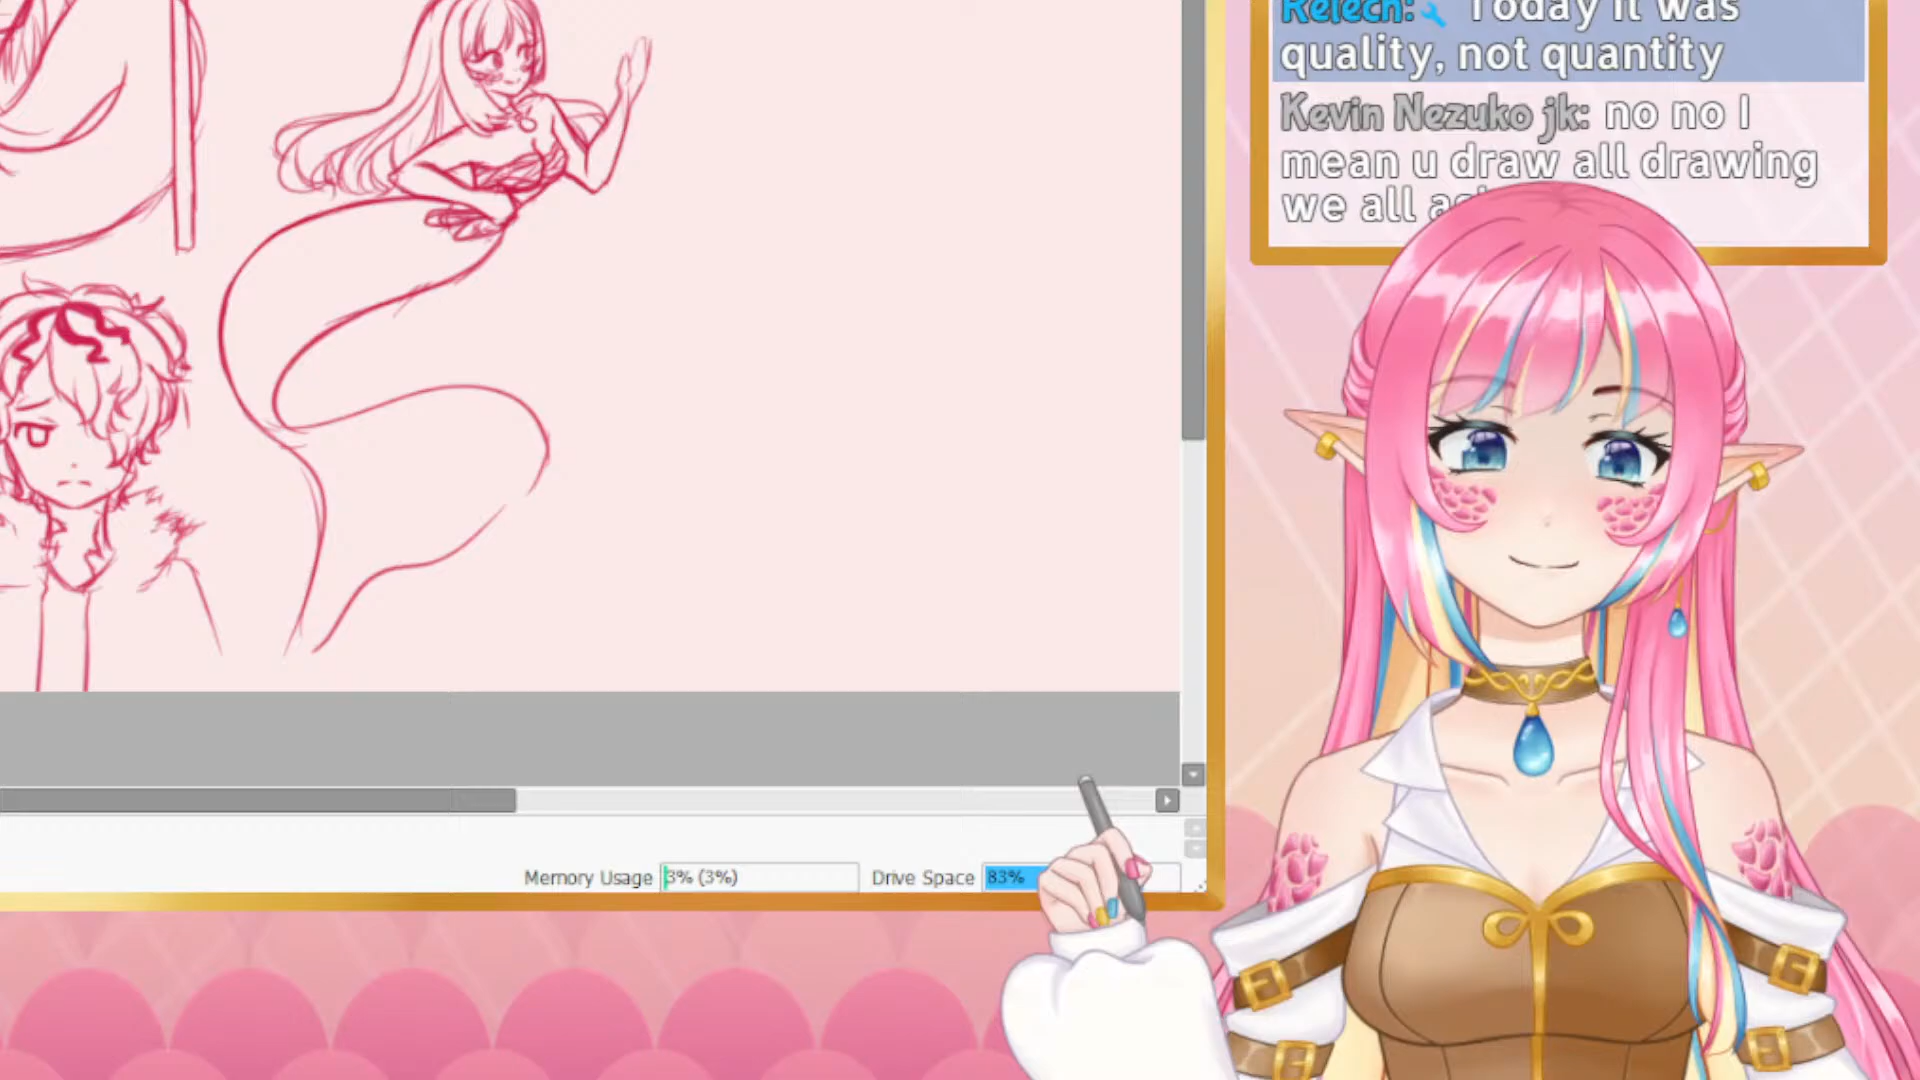 Relech: Today it was
quality, not quantity
Kevin Nezuko jk: no no I
mean u draw all drawing
we all
Memory Usage 3% (3%) Drive Space 83%